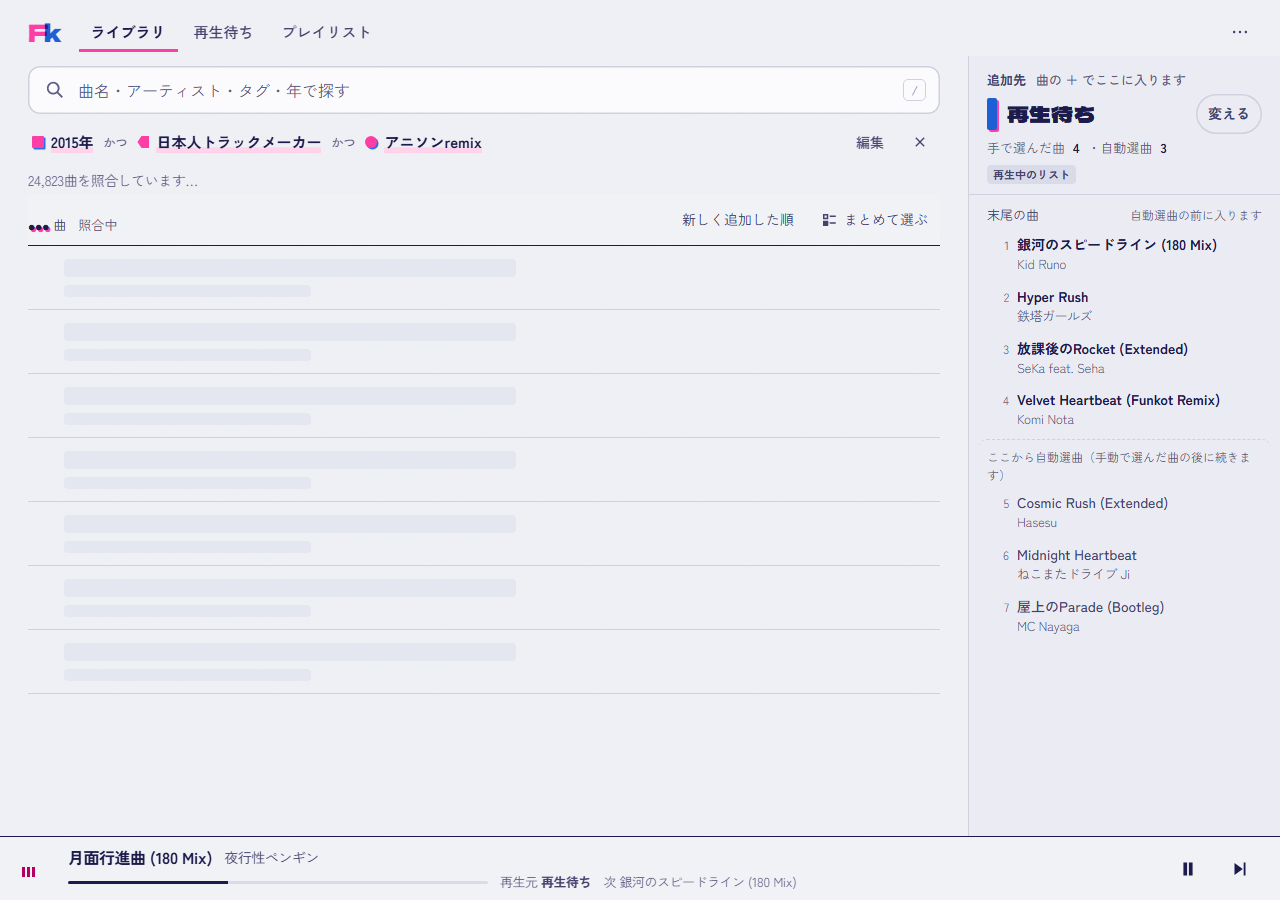 Fk ライブラリ 再生待ち プレイリスト …
曲名・アーティスト・タグ・年で探す /
2015年 かつ 日本人トラックメーカー かつ アニソンremix 編集 ×
24,823曲を照合しています…
…曲 照合中 新しく追加した順 まとめて選ぶ
追加先 曲の ＋ でここに入ります
再生待ち 変える
手で選んだ曲 4 ・自動選曲 3
再生中のリスト
末尾の曲 自動選曲の前に入ります
1 銀河のスピードライン (180 Mix)
Kid Runo
2 Hyper Rush
鉄塔ガールズ
3 放課後のRocket (Extended)
SeKa feat. Seha
4 Velvet Heartbeat (Funkot Remix)
Komi Nota
ここから自動選曲（手動で選んだ曲の後に続きま
す）
5 Cosmic Rush (Extended)
Hasesu
6 Midnight Heartbeat
ねこまたドライブ Ji
7 屋上のParade (Bootleg)
MC Nayaga
月面行進曲 (180 Mix) 夜行性ペンギン
再生元 再生待ち 次 銀河のスピードライン (180 Mix)